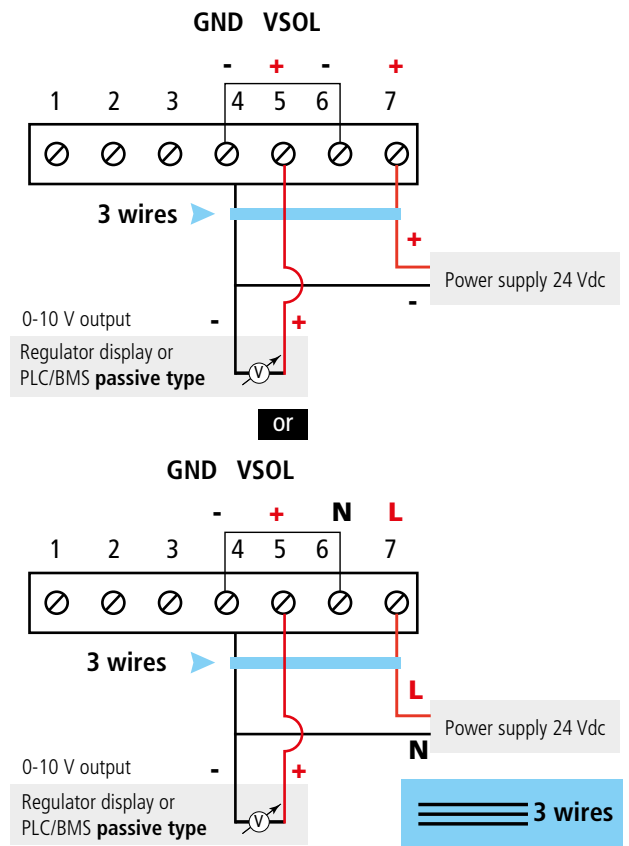 GND VSOL
- + - +
1 2 3 4 5 6 7
3 wires
+
Power supply 24 Vdc
-
0-10 V output - +
Regulator display or
PLC/BMS passive type
V
or
GND VSOL
- + N L
1 2 3 4 5 6 7
3 wires
L
Power supply 24 Vdc
N
0-10 V output - +
Regulator display or
PLC/BMS passive type
V
3 wires